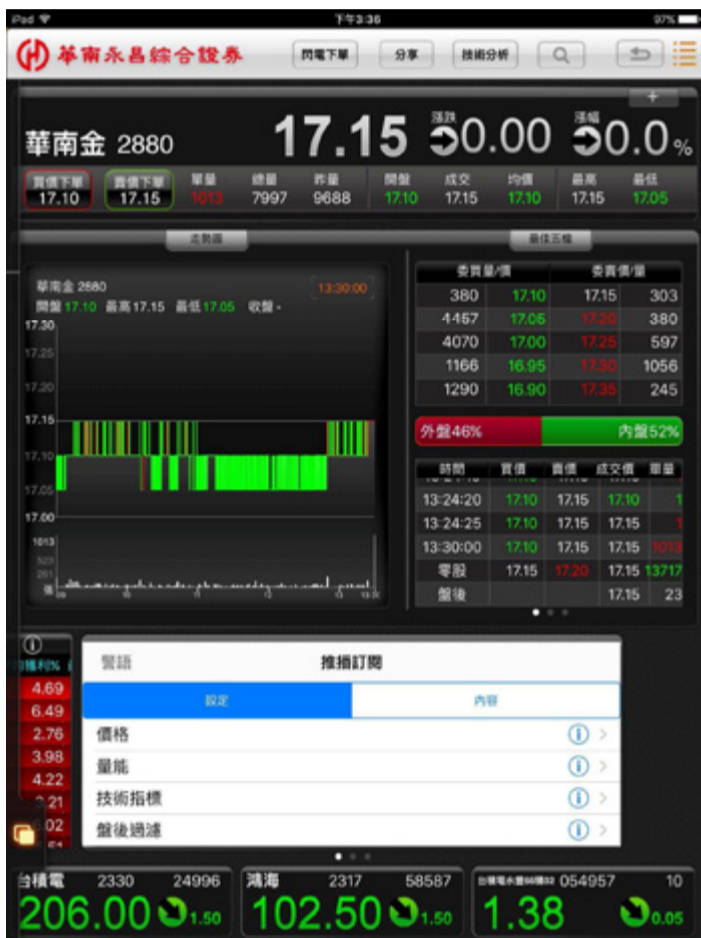 iPad 下午3:36 97%
華南永昌綜合證券 閃電下單 分享 技術分析
華南金 2880 17.15 漲跌 0.00 漲幅 0.0%
買價下單 賣價下單 單量 總量 昨量 開盤 成交 均價 最高 最低
17.10 17.15 1013 7997 9688 17.10 17.15 17.10 17.15 17.05
走勢圖
華南金 2880 13:30:00
開盤 17.10 最高 17.15 最低 17.05 收盤 -
17.30
17.25
17.20
17.15
17.10
17.05
17.00
1013
523
261
張 09 10 11 12 13
最佳五檔
委買量/價 委賣價/量
380 17.10 17.15 303
4457 17.05 17.20 380
4070 17.00 17.25 597
1166 16.95 17.30 1056
1290 16.90 17.35 245
外盤46% 內盤52%
時間 買價 賣價 成交價 單量
13:24:20 17.10 17.15 17.10 1
13:24:25 17.10 17.15 17.15 1
13:30:00 17.10 17.15 17.15 1013
零股 17.15 17.20 17.15 13717
盤後 17.15 23
獲利%
4.69
6.49
2.76
3.98
4.22
警語 推播訂閱
設定 內容
價格
量能
技術指標
盤後過濾
台積電 2330 24996
206.00 1.50
鴻海 2317 58587
102.50 1.50
054957 10
1.38 0.05